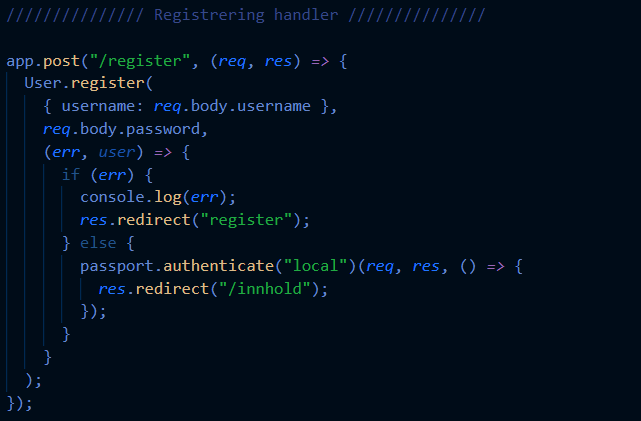 /////////////// Registrering handler ///////////////
app.post("/register", (req, res) => {
User.register(
{ username: req.body.username },
req.body.password,
(err, user) => {
if (err) {
console.log(err);
res.redirect("register");
} else {
passport.authenticate("local")(req, res, () => {
res.redirect("/innhold");
});
}
}
);
});